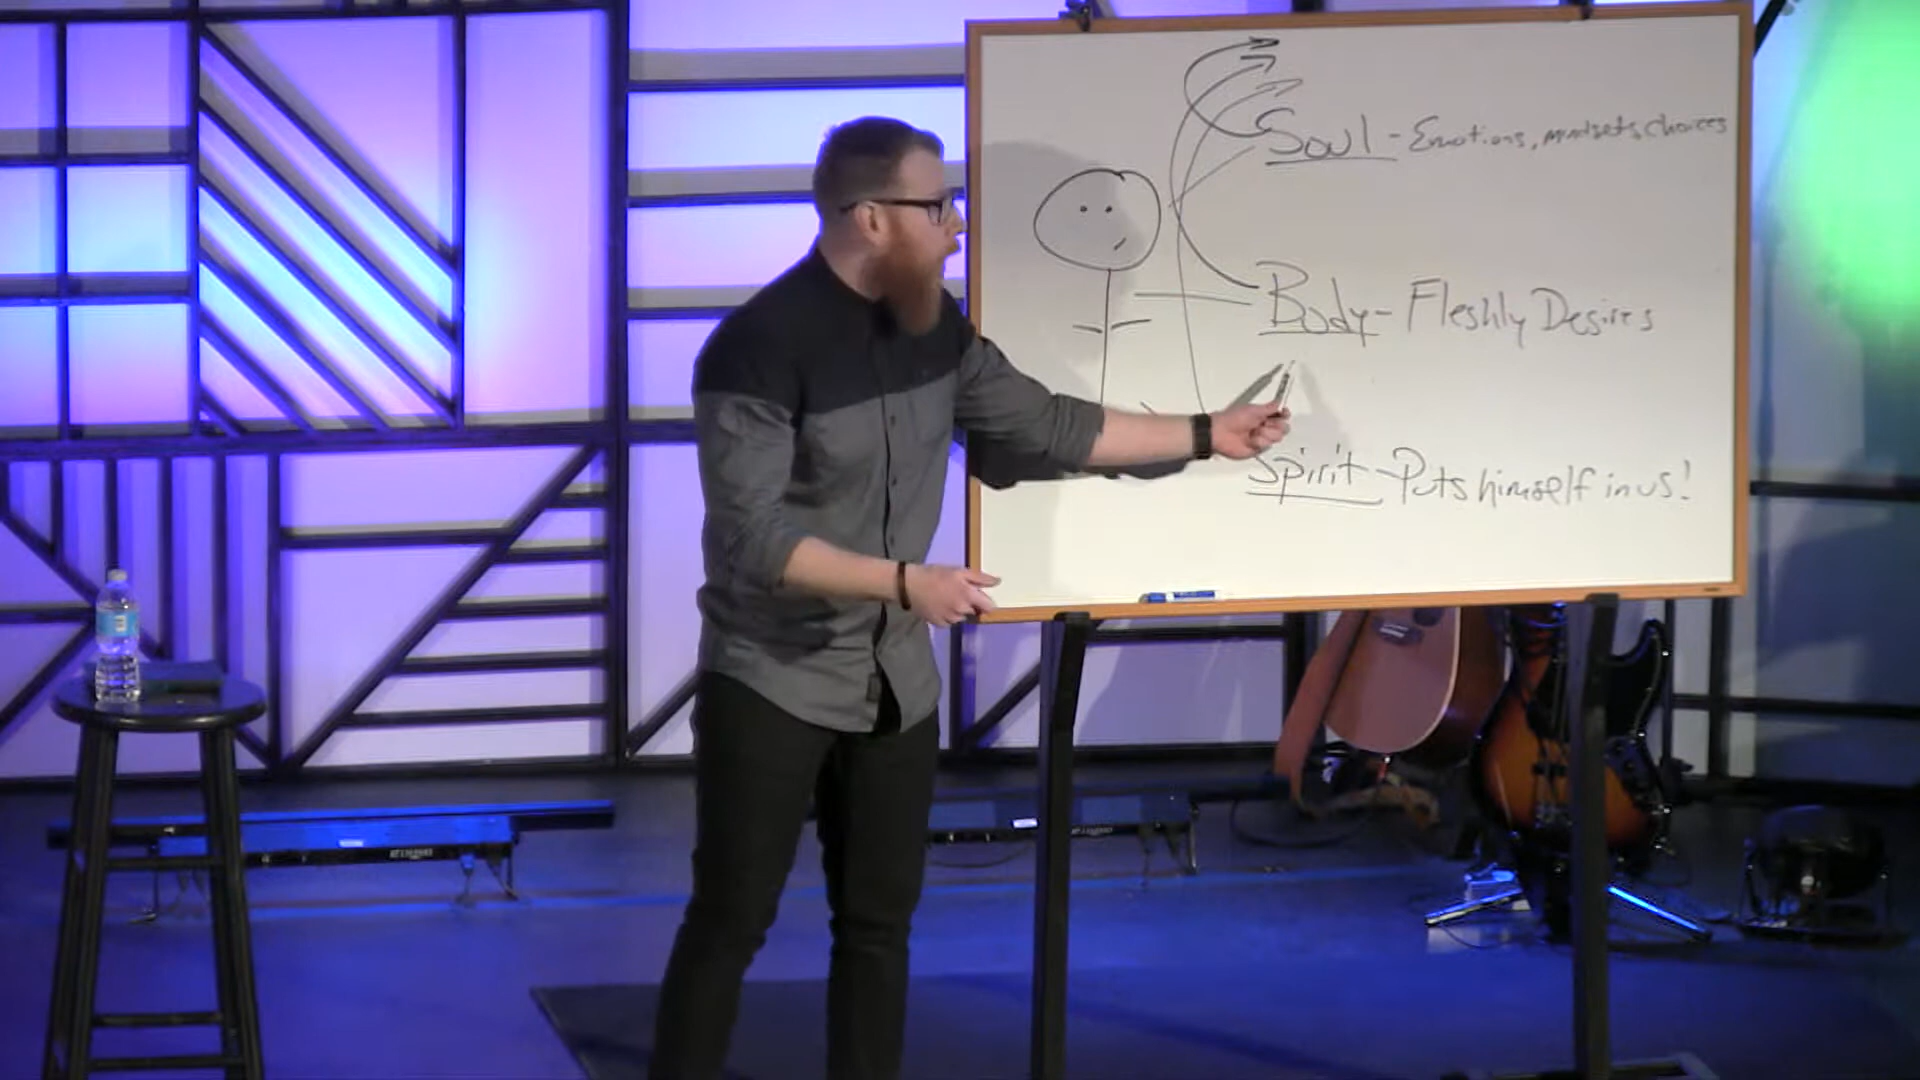 Soul - Emotions, mindsets, choices
Body - Fleshly Desires
Spirit - Puts himself in us!